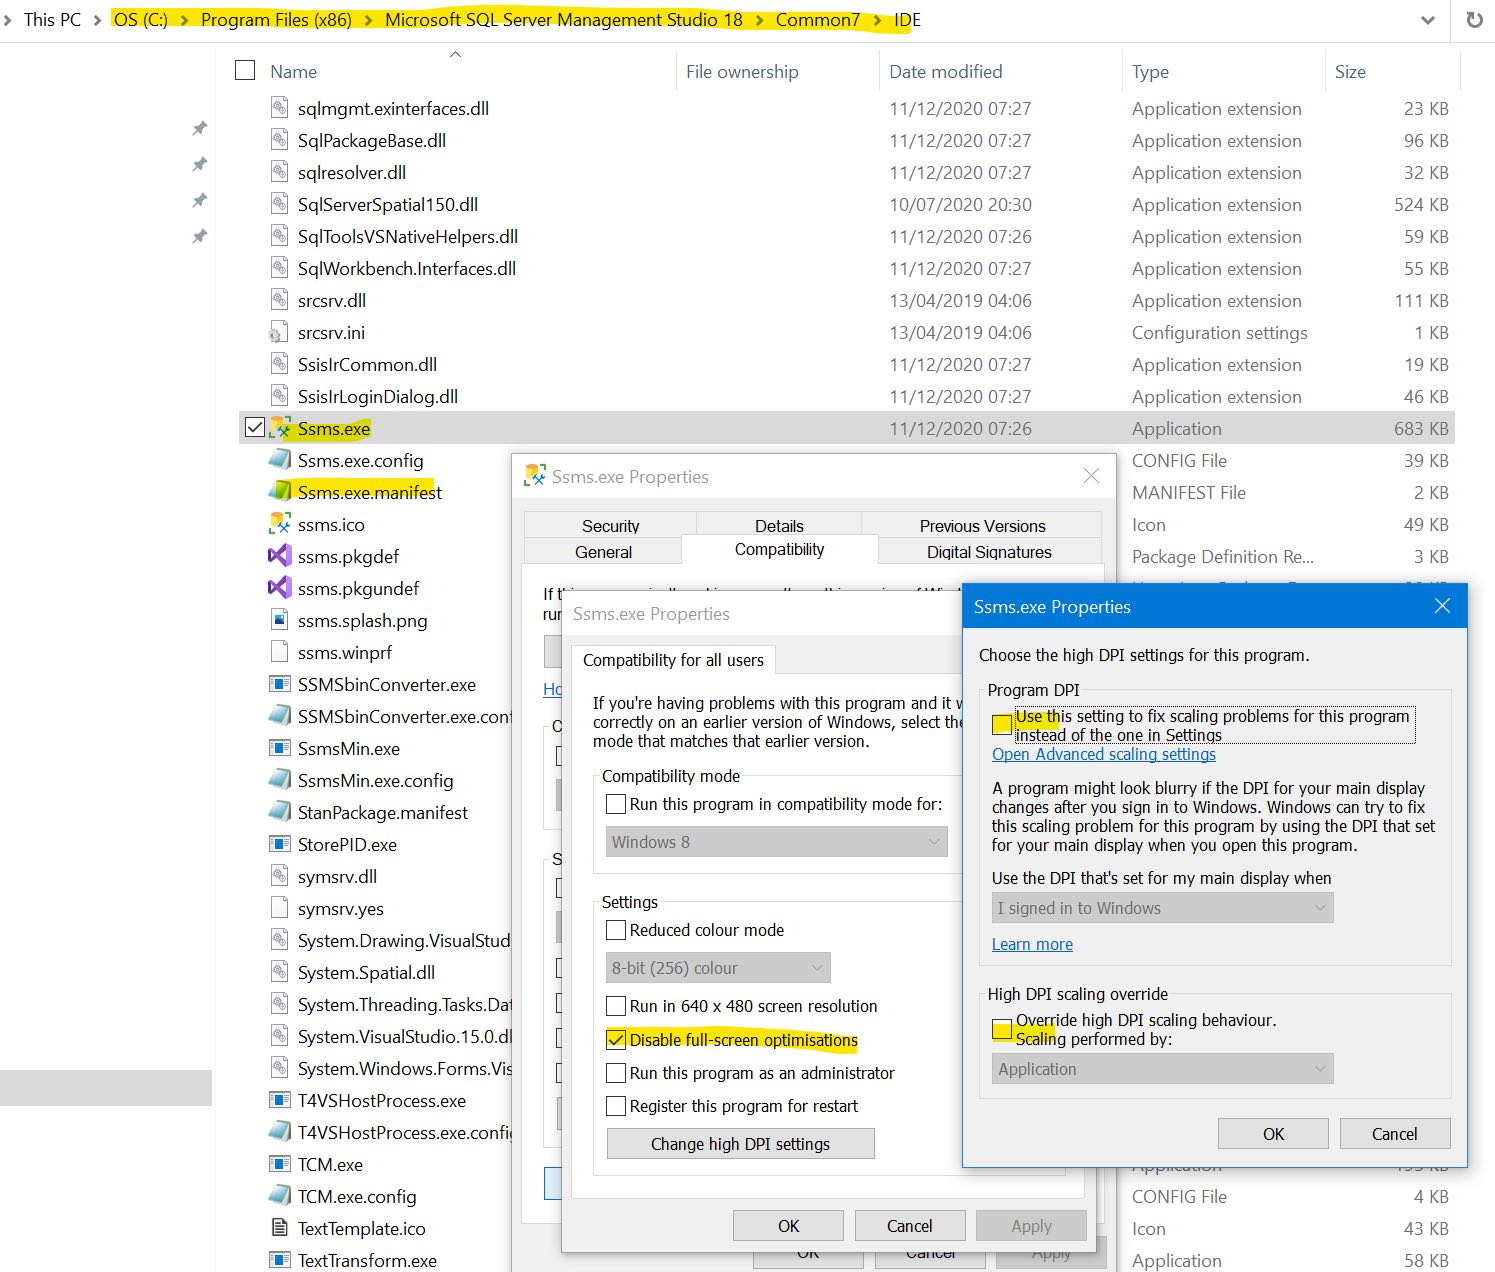 This PC > OS (C:) > Program Files (x86) > Microsoft SQL Server Management Studio 18 > Common7 > IDE
Name File ownership Date modified Type Size
sqlmgmt.exinterfaces.dll 11/12/2020 07:27 Application extension 23 KB
SqlPackageBase.dll 11/12/2020 07:27 Application extension 96 KB
sqlresolver.dll 11/12/2020 07:27 Application extension 32 KB
SqlServerSpatial150.dll 10/07/2020 20:30 Application extension 524 KB
SqlToolsVSNativeHelpers.dll 11/12/2020 07:26 Application extension 59 KB
SqlWorkbench.Interfaces.dll 11/12/2020 07:27 Application extension 55 KB
srcsrv.dll 13/04/2019 04:06 Application extension 111 KB
srcsrv.ini 13/04/2019 04:06 Configuration settings 1 KB
SsisIrCommon.dll 11/12/2020 07:27 Application extension 19 KB
SsisIrLoginDialog.dll 11/12/2020 07:27 Application extension 46 KB
Ssms.exe 11/12/2020 07:26 Application 683 KB
Ssms.exe.config CONFIG File 39 KB
Ssms.exe.manifest MANIFEST File 2 KB
ssms.ico Icon 49 KB
ssms.pkgdef Package Definition Re... 3 KB
ssms.pkgundef
ssms.splash.png
ssms.winprf
SSMSbinConverter.exe
SSMSbinConverter.exe.con
SsmsMin.exe
SsmsMin.exe.config
StanPackage.manifest
StorePID.exe
symsrv.dll
symsrv.yes
System.Drawing.VisualStud
System.Spatial.dll
System.Threading.Tasks.Dat
System.VisualStudio.15.0.d
System.Windows.Forms.Vis
T4VSHostProcess.exe
T4VSHostProcess.exe.config
TCM.exe Application 193 KB
TCM.exe.config CONFIG File 4 KB
TextTemplate.ico Icon 43 KB
TextTransform.exe Application 58 KB
Ssms.exe Properties
Security Details Previous Versions
General Compatibility Digital Signatures
If
run
Ho
C
S
OK Cancel Apply
Ssms.exe Properties
Compatibility for all users
If you're having problems with this program and it w
correctly on an earlier version of Windows, select the
mode that matches that earlier version.
Compatibility mode
Run this program in compatibility mode for:
Windows 8
Settings
Reduced colour mode
8-bit (256) colour
Run in 640 x 480 screen resolution
Disable full-screen optimisations
Run this program as an administrator
Register this program for restart
Change high DPI settings
OK Cancel Apply
Ssms.exe Properties
Choose the high DPI settings for this program.
Program DPI
Use this setting to fix scaling problems for this program
instead of the one in Settings
Open Advanced scaling settings
A program might look blurry if the DPI for your main display
changes after you sign in to Windows. Windows can try to fix
this scaling problem for this program by using the DPI that set
for your main display when you open this program.
Use the DPI that's set for my main display when
I signed in to Windows
Learn more
High DPI scaling override
Override high DPI scaling behaviour.
Scaling performed by:
Application
OK Cancel